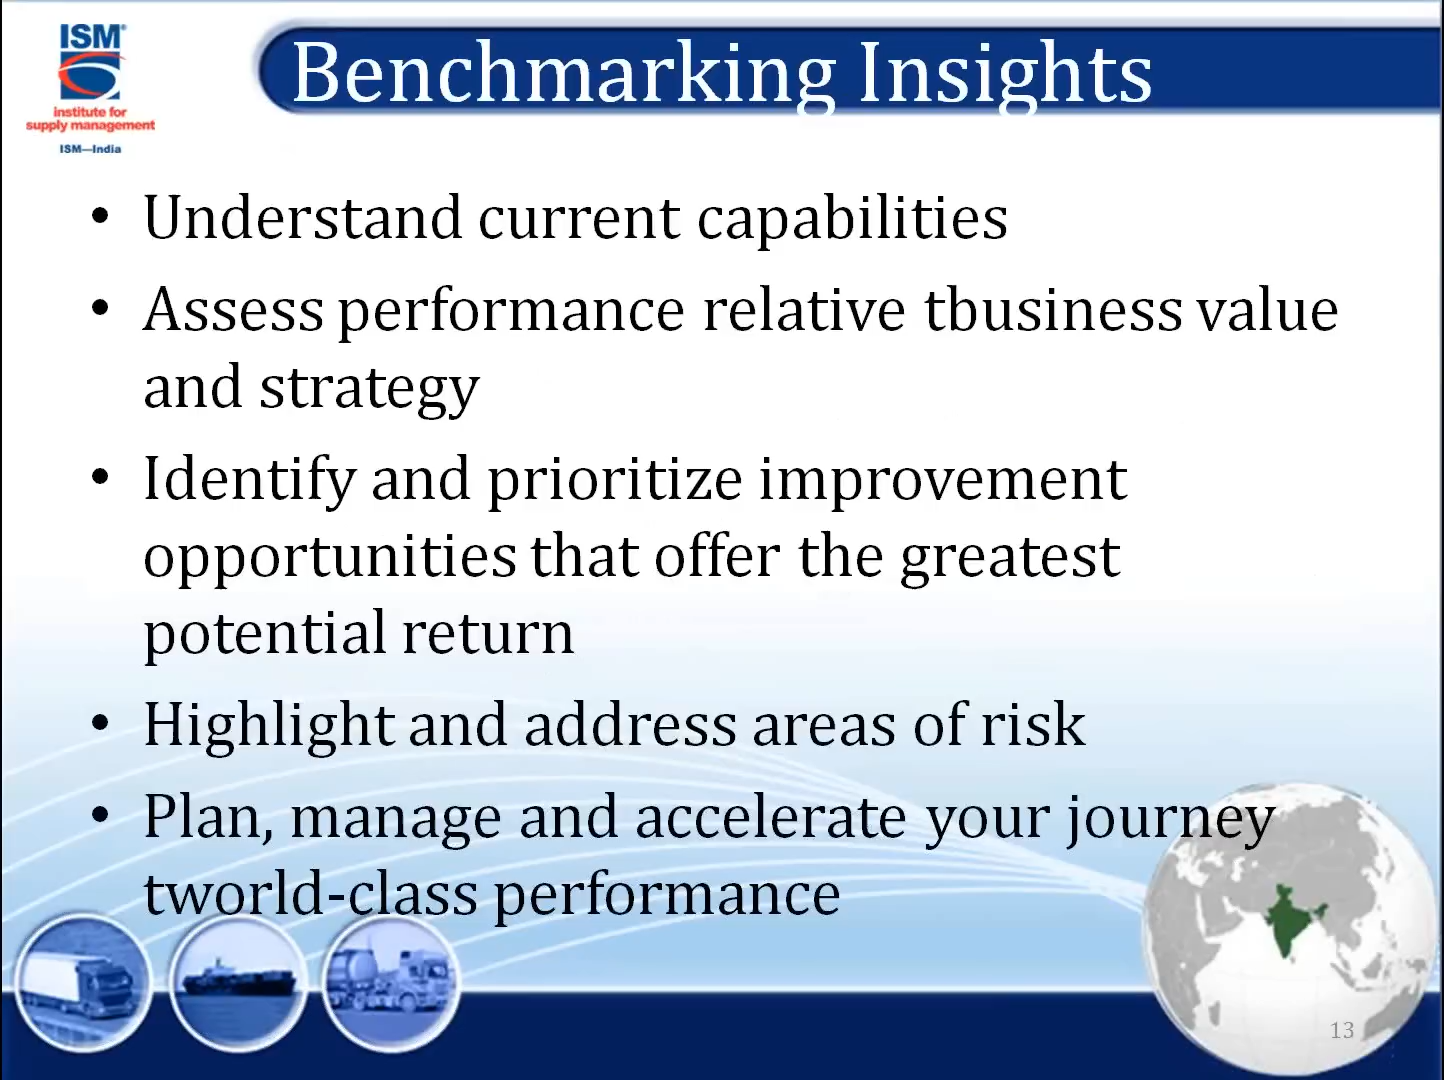 ISM®
institute for
supply management
ISM—India
Benchmarking Insights
• Understand current capabilities
• Assess performance relative tbusiness value
and strategy
• Identify and prioritize improvement
opportunities that offer the greatest
potential return
• Highlight and address areas of risk
• Plan, manage and accelerate your journey
tworld-class performance
13